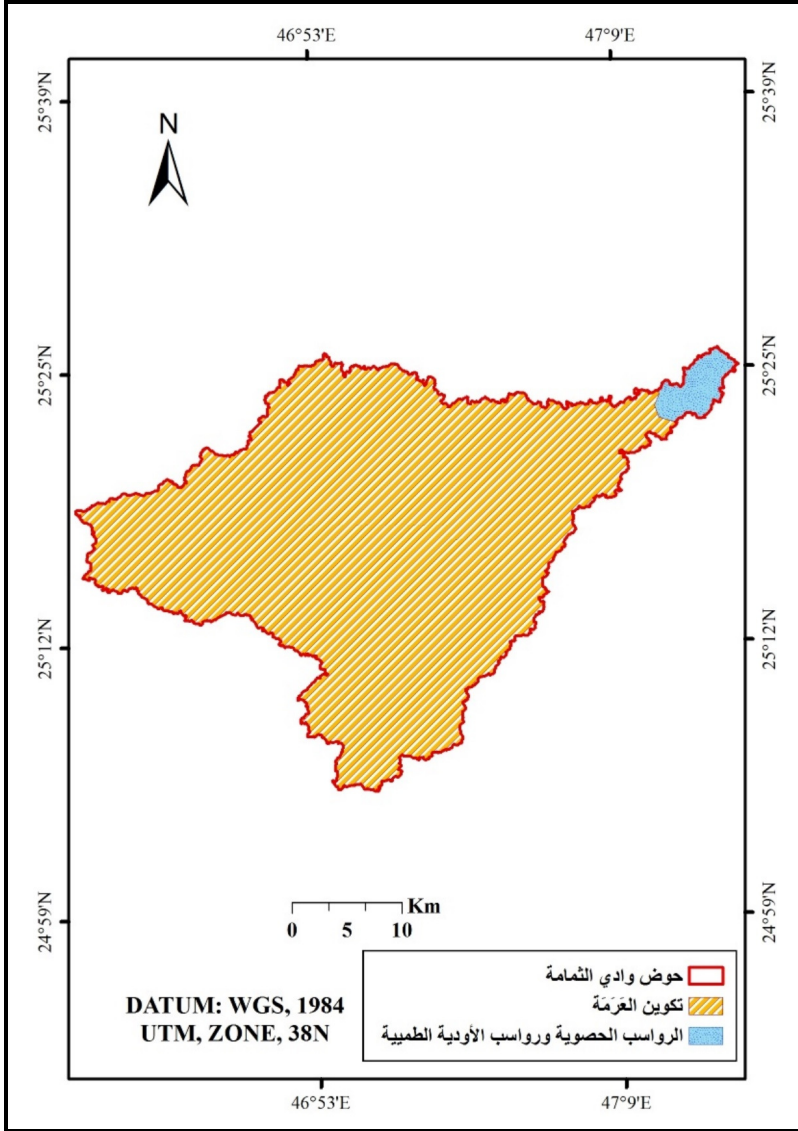 46°53'E
47°9'E
25°39'N
25°39'N
N
25°25'N
25°25'N
25°12'N
25°12'N
24°59'N
24°59'N
Km
0 5 10
حوض وادي الثمامة
تكوين العَرَمَة
الرواسب الحصوية ورواسب الأودية الطميية
DATUM: WGS, 1984
UTM, ZONE, 38N
46°53'E
47°9'E